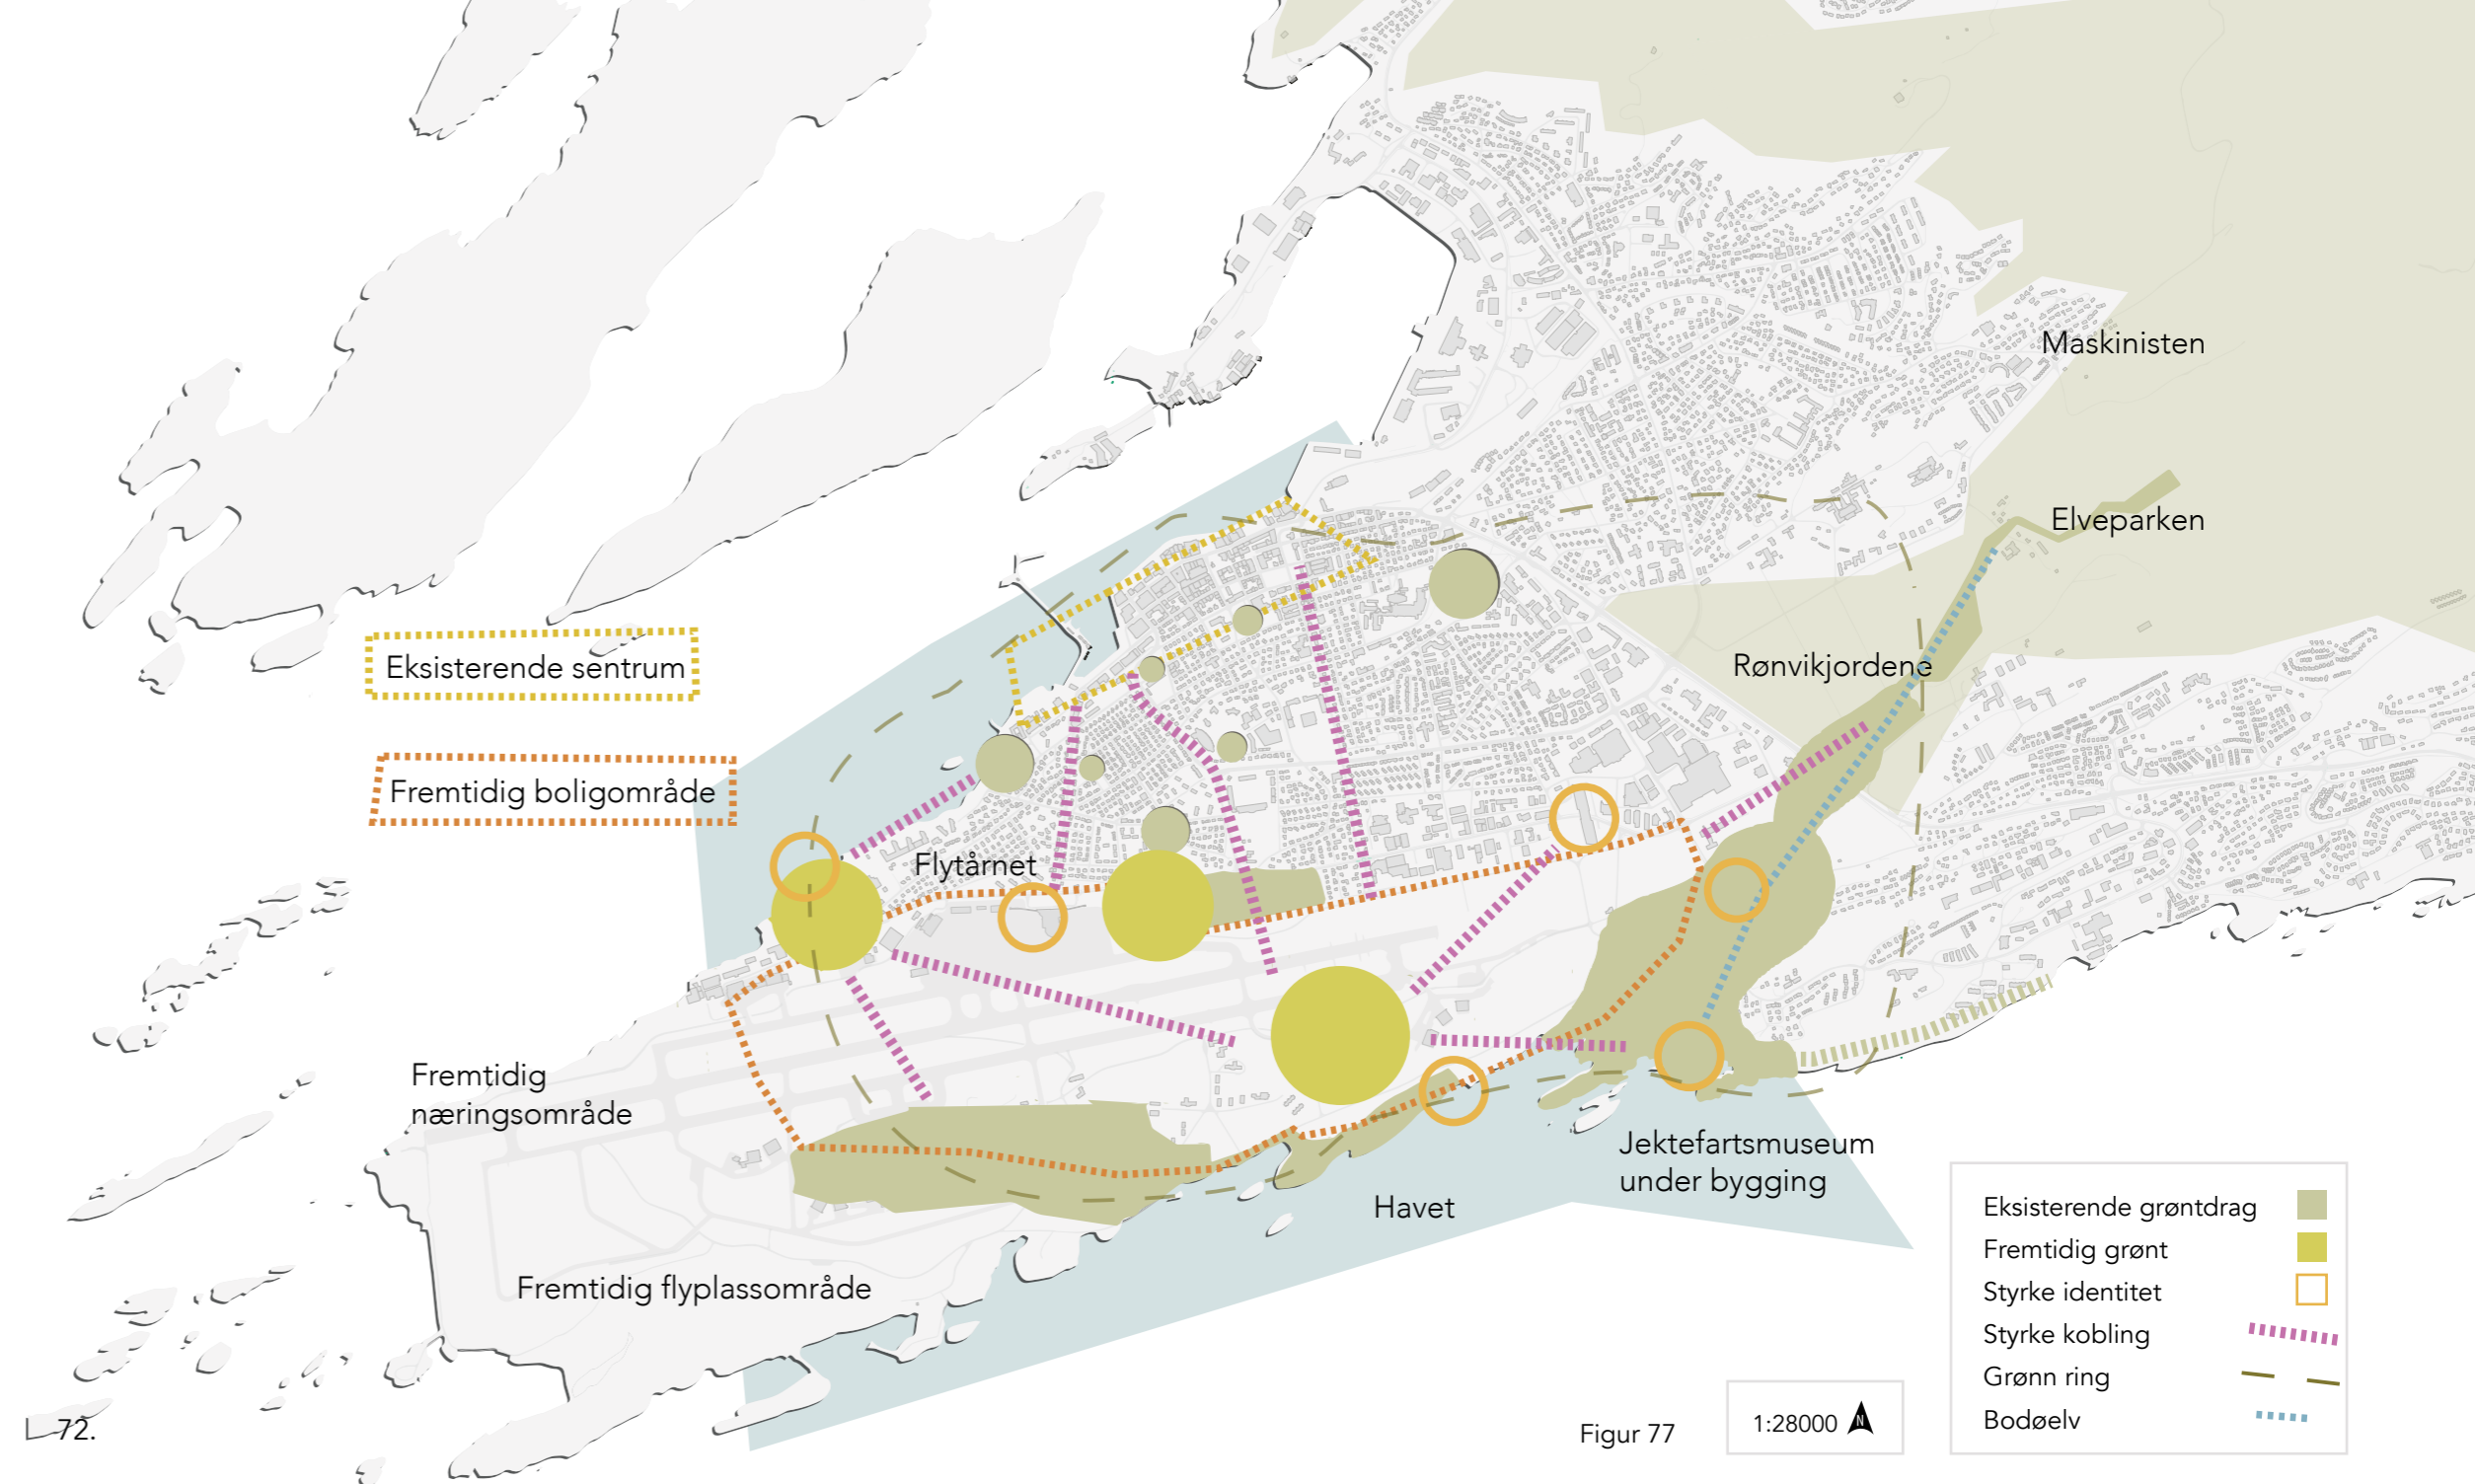 Maskinisten
Elveparken
Eksisterende sentrum
Rønvikjordene
Fremtidig boligområde
Flytårnet
Fremtidig
næringsområde
Jektefartsmuseum
under bygging
Havet
Fremtidig flyplassområde
Eksisterende grøntdrag
Fremtidig grønt
Styrke identitet
Styrke kobling
Grønn ring
Bodøelv
72.
Figur 77
1:28000
N